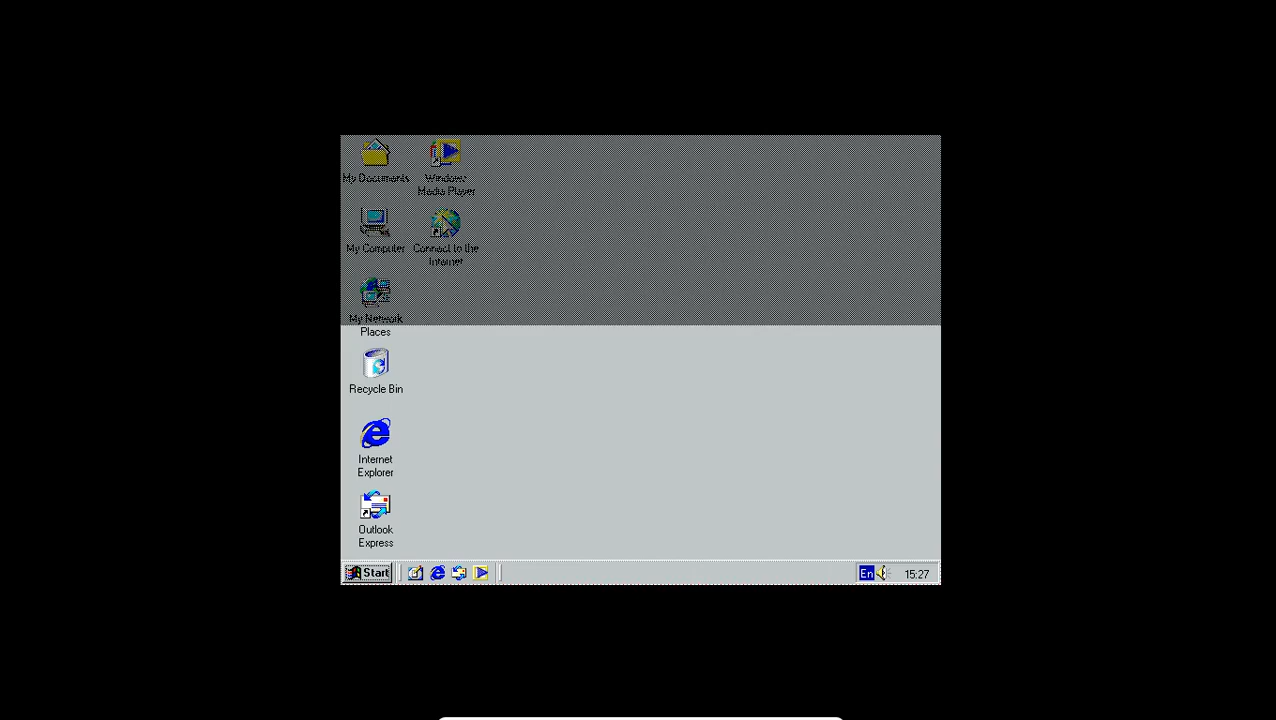 My Documents
Windows
Media Player
My Computer
Connect to the
Internet
My Network
Places
Recycle Bin
Internet
Explorer
Outlook
Express
Start
En
15:27